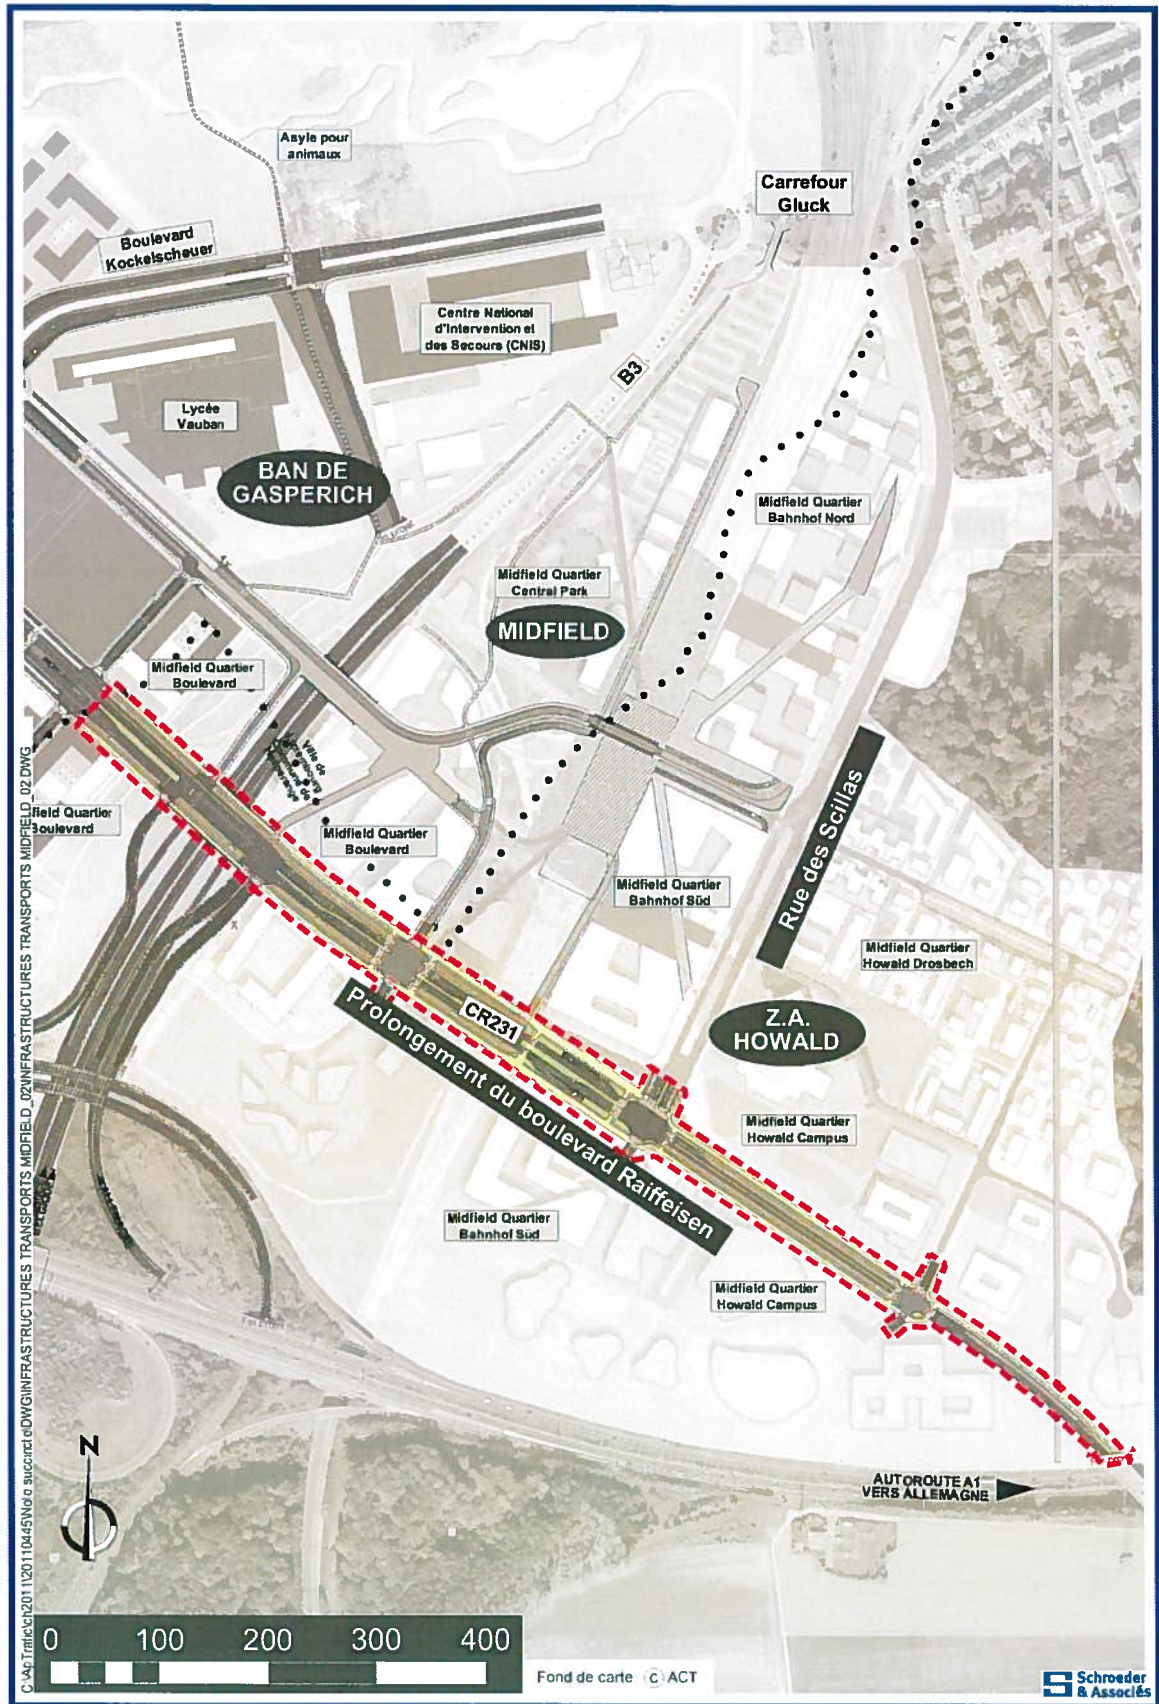 Asyle pour
animaux
Carrefour
Gluck
Boulevard
Kockelscheuer
Centre National
d'Intervention et
des Secours (CNIS)
B3
Lycée
Vauban
BAN DE
GASPERICH
Midfield Quartier
Bahnhof Nord
Midfield Quartier
Central Park
MIDFIELD
Midfield Quartier
Boulevard
Ville de
field Quartier
Boulevard
Midfield Quartier
Boulevard
Rue des Scillas
Midfield Quartier
Bahnhof Süd
Midfield Quartier
Howald Drosbech
CR231
Z.A.
HOWALD
Prolongement du boulevard Raiffeisen
Midfield Quartier
Howald Campus
Midfield Quartier
Bahnhof Süd
Midfield Quartier
Howald Campus
N
AUTOROUTE A1
VERS ALLEMAGNE
0 100 200 300 400
Fond de carte © ACT
Schroeder
& Associés